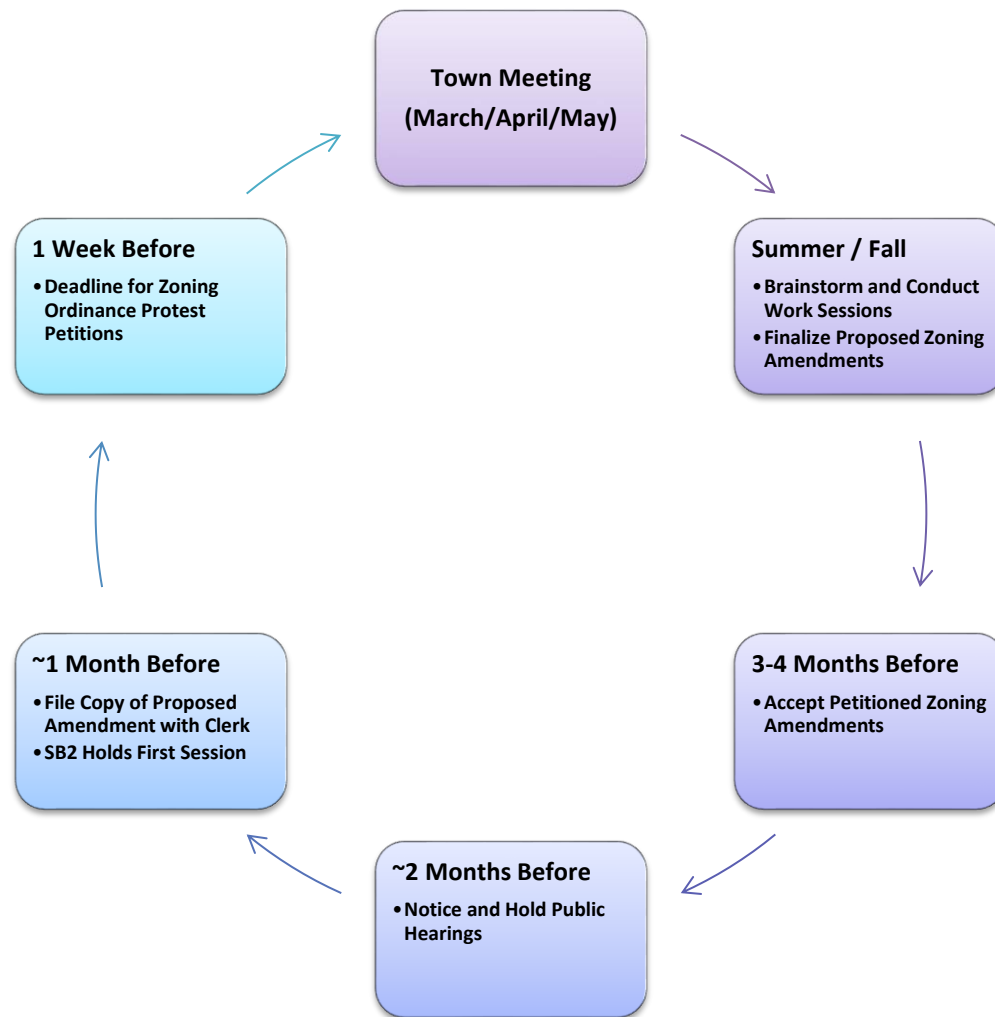 Town Meeting
(March/April/May)
Summer / Fall
• Brainstorm and Conduct
Work Sessions
• Finalize Proposed Zoning
Amendments
3-4 Months Before
• Accept Petitioned Zoning
Amendments
~2 Months Before
• Notice and Hold Public
Hearings
~1 Month Before
• File Copy of Proposed
Amendment with Clerk
• SB2 Holds First Session
1 Week Before
• Deadline for Zoning
Ordinance Protest
Petitions